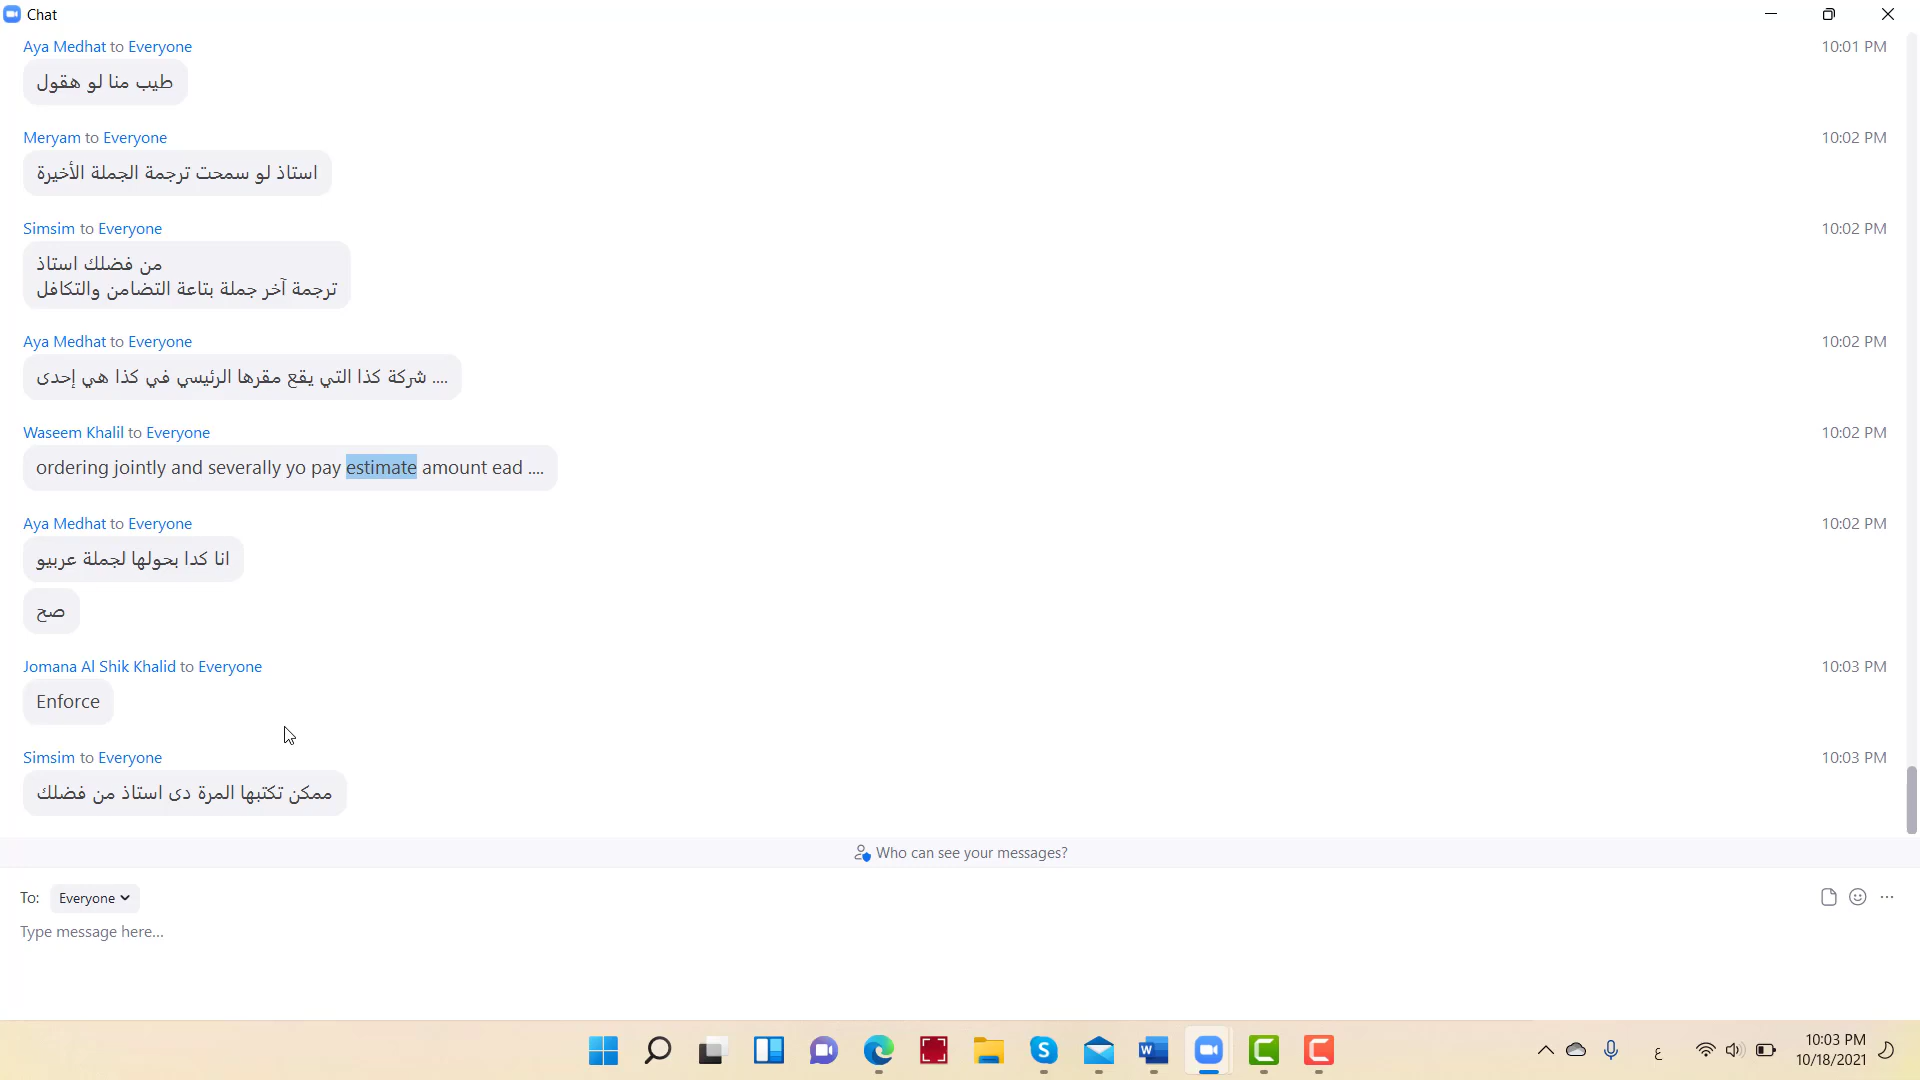 Chat
Aya Medhat to Everyone 10:01 PM
طيب منا لو هقول
Meryam to Everyone 10:02 PM
استاذ لو سمحت ترجمة الجملة الأخيرة
Simsim to Everyone 10:02 PM
من فضلك استاذ
ترجمة آخر جملة بتاعة التضامن والتكافل
Aya Medhat to Everyone 10:02 PM
شركة كذا التي يقع مقرها الرئيسي في كذا هي إحدى ....
Waseem Khalil to Everyone 10:02 PM
ordering jointly and severally yo pay estimate amount ead ....
Aya Medhat to Everyone 10:02 PM
انا كدا بحولها لجملة عربيو
صح
Jomana Al Shik Khalid to Everyone 10:03 PM
Enforce
Simsim to Everyone 10:03 PM
ممكن تكتبها المرة دى استاذ من فضلك
Who can see your messages?
To: Everyone
Type message here...
ع 10:03 PM
10/18/2021